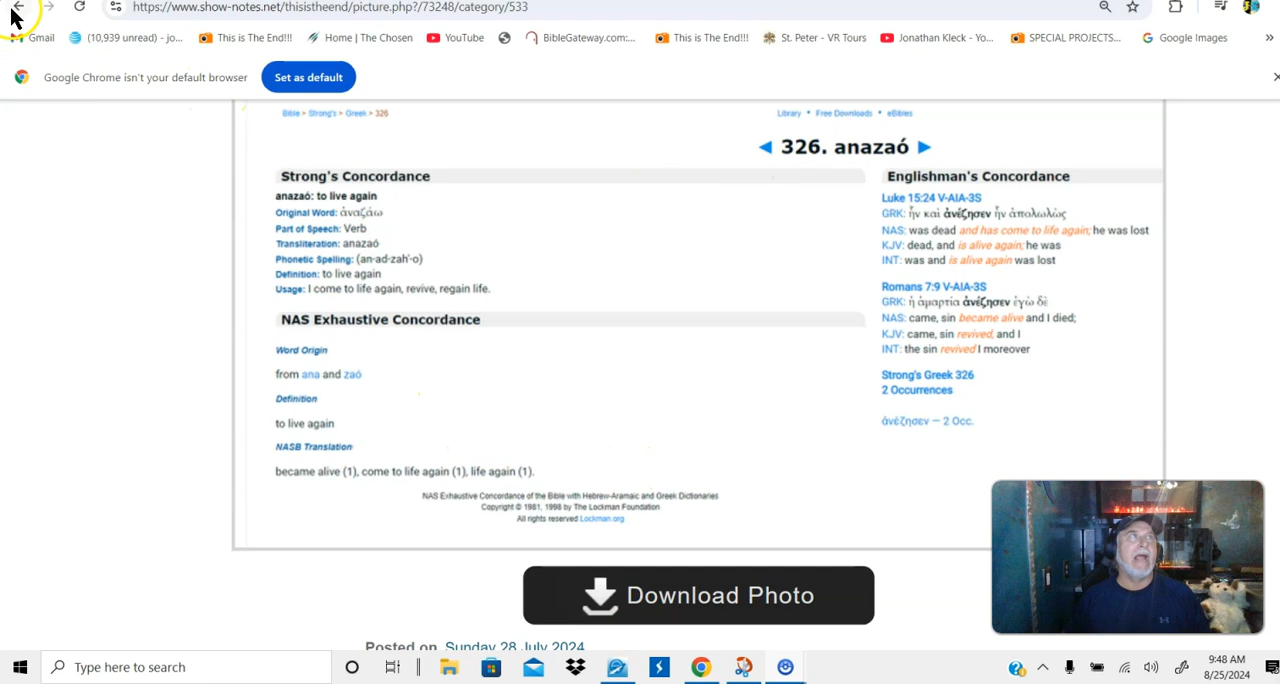 https://www.show-notes.net/thisistheend/picture.php?/73248/category/533
Gmail
(10,939 unread) - jo...
This is The End!!!
Home | The Chosen
YouTube
BibleGateway.com:...
This is The End!!!
St. Peter - VR Tours
Jonathan Kleck - Yo...
SPECIAL PROJECTS...
Google Images
»
Google Chrome isn't your default browser
Set as default
Bible > Strong's > Greek > 326
Library • Free Downloads • eBibles
◄ 326. anazaó ►
Strong's Concordance
anazaó: to live again
Original Word: ἀναζάω
Part of Speech: Verb
Transliteration: anazaó
Phonetic Spelling: (an-ad-zah'-o)
Definition: to live again
Usage: I come to life again, revive, regain life.
NAS Exhaustive Concordance
Word Origin
from ana and zaó
Definition
to live again
NASB Translation
became alive (1), come to life again (1), life again (1).
NAS Exhaustive Concordance of the Bible with Hebrew-Aramaic and Greek Dictionaries
Copyright © 1981, 1998 by The Lockman Foundation
All rights reserved Lockman.org
Englishman's Concordance
Luke 15:24 V-AIA-3S
GRK: ἦν καὶ ἀνέζησεν ἦν ἀπολωλὼς
NAS: was dead and has come to life again; he was lost
KJV: dead, and is alive again; he was
INT: was and is alive again was lost
Romans 7:9 V-AIA-3S
GRK: ἡ ἁμαρτία ἀνέζησεν ἐγὼ δὲ
NAS: came, sin became alive and I died;
KJV: came, sin revived, and I
INT: the sin revived I moreover
Strong's Greek 326
2 Occurrences
ἀνέζησεν — 2 Occ.
Download Photo
Posted on Sunday 28 July 2024
Type here to search
9:48 AM
8/25/2024